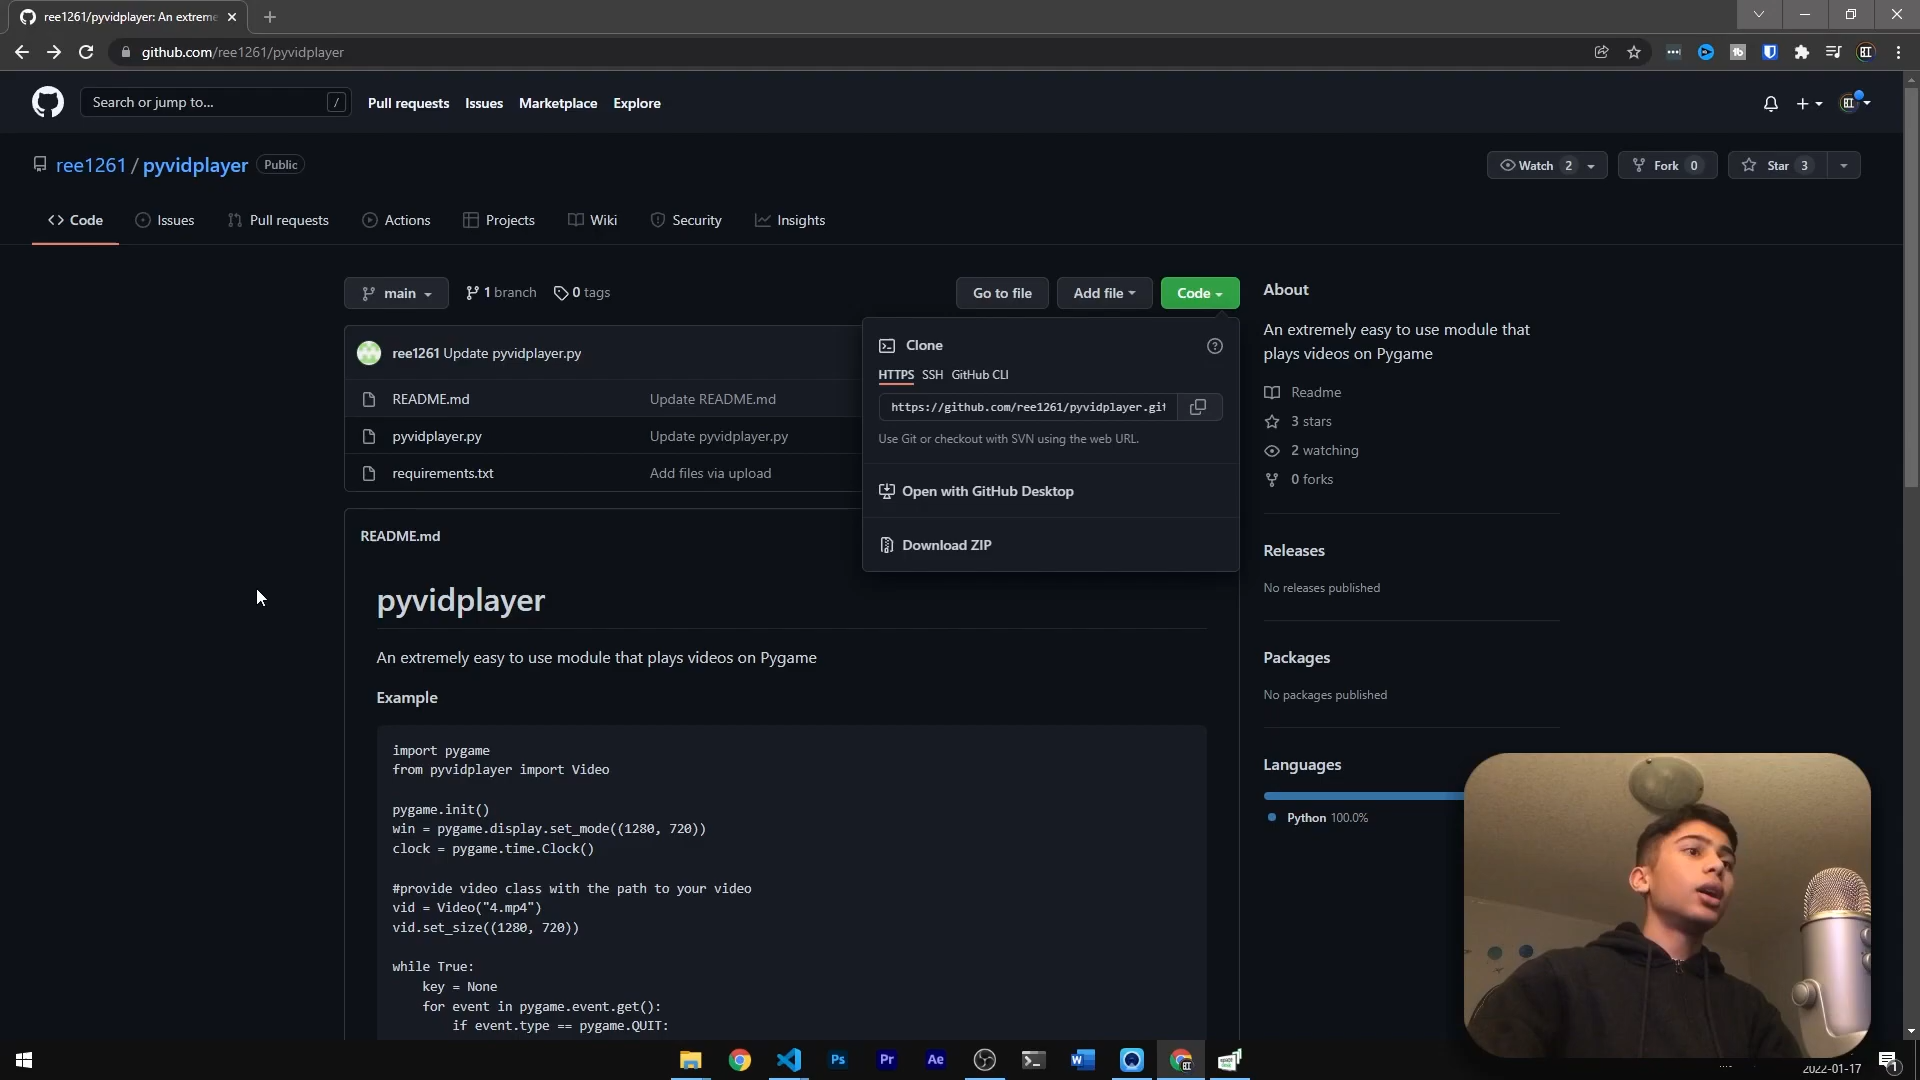 ree1261/pyvidplayer: An extreme
github.com/ree1261/pyvidplayer
Search or jump to...
/
Pull requests
Issues
Marketplace
Explore
ree1261 / pyvidplayer
Public
Watch 2
Fork 0
Star 3
Code
Issues
Pull requests
Actions
Projects
Wiki
Security
Insights
main
1 branch
0 tags
Go to file
Add file
Code
ree1261 Update pyvidplayer.py
README.md
Update README.md
pyvidplayer.py
Update pyvidplayer.py
requirements.txt
Add files via upload
Clone
HTTPS
SSH
GitHub CLI
https://github.com/ree1261/pyvidplayer.git
Use Git or checkout with SVN using the web URL.
Open with GitHub Desktop
Download ZIP
README.md
pyvidplayer
An extremely easy to use module that plays videos on Pygame
Example
import pygame
from pyvidplayer import Video
pygame.init()
win = pygame.display.set_mode((1280, 720))
clock = pygame.time.Clock()
#provide video class with the path to your video
vid = Video("4.mp4")
vid.set_size((1280, 720))
while True:
key = None
for event in pygame.event.get():
if event.type == pygame.QUIT:
About
An extremely easy to use module that
plays videos on Pygame
Readme
3 stars
2 watching
0 forks
Releases
No releases published
Packages
No packages published
Languages
Python 100.0%
Ps
Pr
Ae
2022-01-17
1